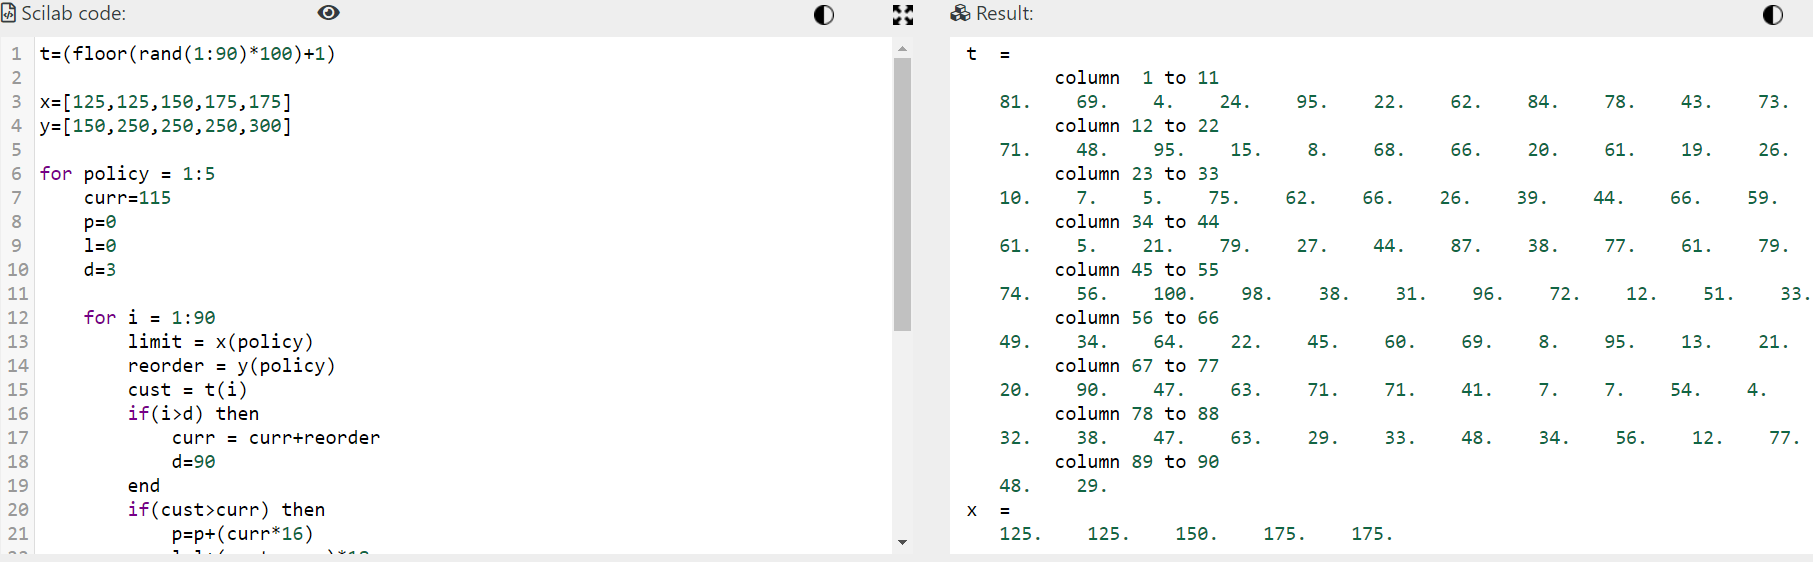 Scilab code:
1 t=(floor(rand(1:90)*100)+1)
2
3 x=[125,125,150,175,175]
4 y=[150,250,250,250,300]
5
6 for policy = 1:5
7 curr=115
8 p=0
9 l=0
10 d=3
11
12 for i = 1:90
13 limit = x(policy)
14 reorder = y(policy)
15 cust = t(i)
16 if(i>d) then
17 curr = curr+reorder
18 d=90
19 end
20 if(cust>curr) then
21 p=p+(curr*16)
Result:
t =
column 1 to 11
81. 69. 4. 24. 95. 22. 62. 84. 78. 43. 73.
column 12 to 22
71. 48. 95. 15. 8. 68. 66. 20. 61. 19. 26.
column 23 to 33
10. 7. 5. 75. 62. 66. 26. 39. 44. 66. 59.
column 34 to 44
61. 5. 21. 79. 27. 44. 87. 38. 77. 61. 79.
column 45 to 55
74. 56. 100. 98. 38. 31. 96. 72. 12. 51. 33.
column 56 to 66
49. 34. 64. 22. 45. 60. 69. 8. 95. 13. 21.
column 67 to 77
20. 90. 47. 63. 71. 71. 41. 7. 7. 54. 4.
column 78 to 88
32. 38. 47. 63. 29. 33. 48. 34. 56. 12. 77.
column 89 to 90
48. 29.
x =
125. 125. 150. 175. 175.